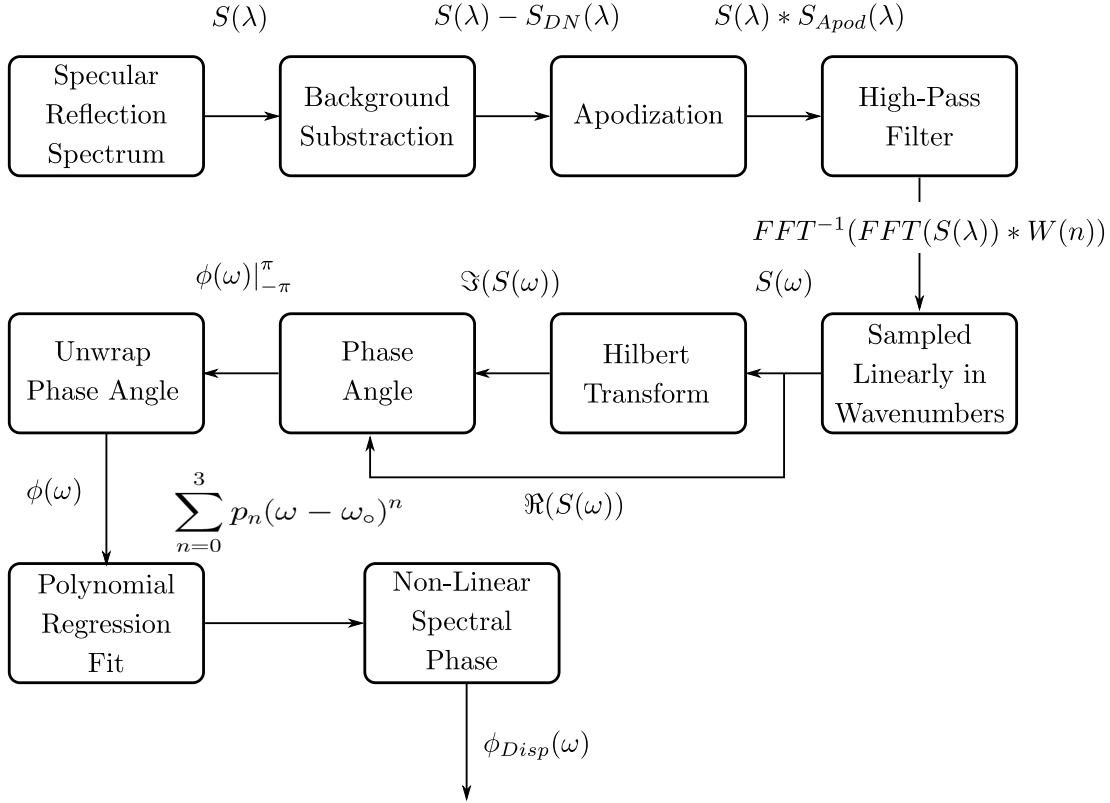 S(λ)
S(λ) − S_{DN}(λ)
S(λ) ∗ S_{Apod}(λ)
Specular
Reflection
Spectrum
Background
Substraction
Apodization
High-Pass
Filter
FFT^{−1}(FFT(S(λ)) ∗ W(n))
ϕ(ω)|_{−π}^{π}
ℑ(S(ω))
S(ω)
Unwrap
Phase Angle
Phase
Angle
Hilbert
Transform
Sampled
Linearly in
Wavenumbers
ϕ(ω)
∑_{n=0}^{3} p_n(ω − ω_∘)^n
ℜ(S(ω))
Polynomial
Regression
Fit
Non-Linear
Spectral
Phase
ϕ_{Disp}(ω)